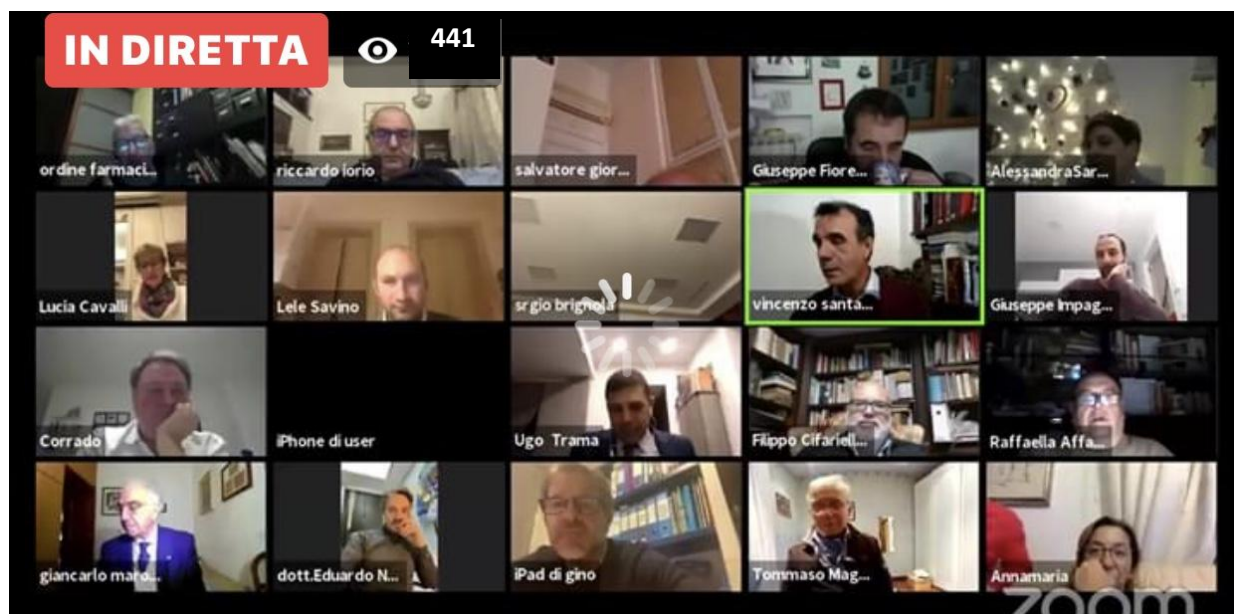 IN DIRETTA
441
ordine farmaci...
riccardo iorio
salvatore gior...
Giuseppe Fiore...
AlessandraSar...
Lucia Cavalli
Lele Savino
srgio brignola
vincenzo santa...
Giuseppe Impag...
Corrado
iPhone di user
Ugo Trama
Filippo Cifariell...
Raffaella Affa...
giancarlo maro...
dott.Eduardo N...
iPad di gino
Tommaso Mag...
Annamaria
zoom